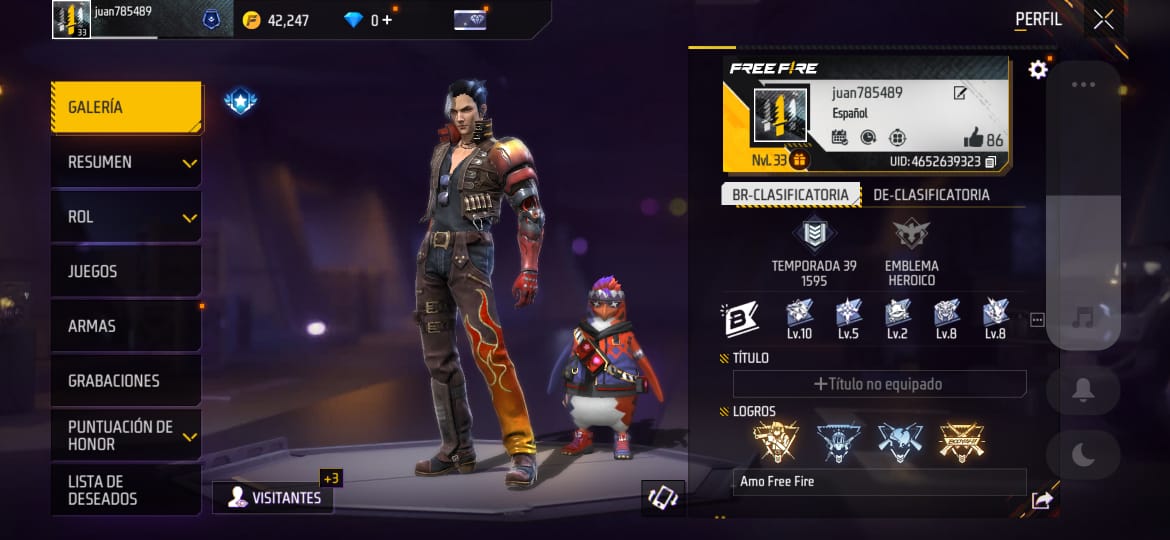 juan785489
33
42,247
0 +
PERFIL
GALERÍA
RESUMEN
ROL
JUEGOS
ARMAS
GRABACIONES
PUNTUACIÓN DE
HONOR
LISTA DE
DESEADOS
VISITANTES
+3
FREE FIRE
juan785489
Español
86
NvL.33
UID:4652639323
BR-CLASIFICATORIA
DE-CLASIFICATORIA
TEMPORADA 39
1595
EMBLEMA
HEROICO
B
Lv.10
Lv.5
Lv.2
Lv.8
Lv.8
TÍTULO
+Título no equipado
LOGROS
BOOYAH!
Amo Free Fire